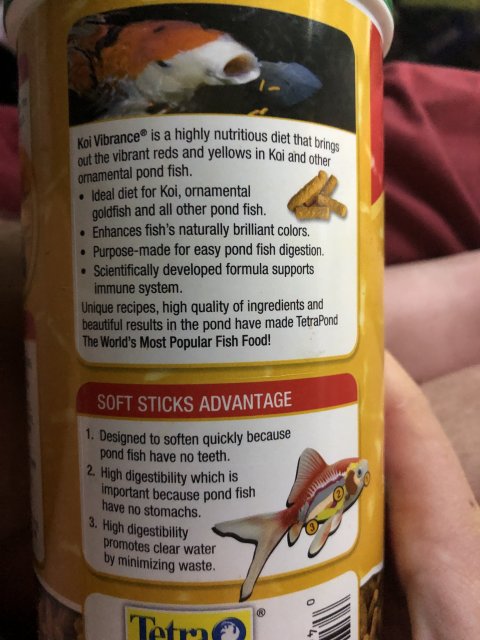 Koi Vibrance® is a highly nutritious diet that brings
out the vibrant reds and yellows in Koi and other
ornamental pond fish.
• Ideal diet for Koi, ornamental
goldfish and all other pond fish.
• Enhances fish's naturally brilliant colors.
• Purpose-made for easy pond fish digestion.
• Scientifically developed formula supports
immune system.
Unique recipes, high quality of ingredients and
beautiful results in the pond have made TetraPond
The World's Most Popular Fish Food!
SOFT STICKS ADVANTAGE
1. Designed to soften quickly because
pond fish have no teeth.
2. High digestibility which is
important because pond fish
have no stomachs.
3. High digestibility
promotes clear water
by minimizing waste.
1
2
3
Tetra®
0